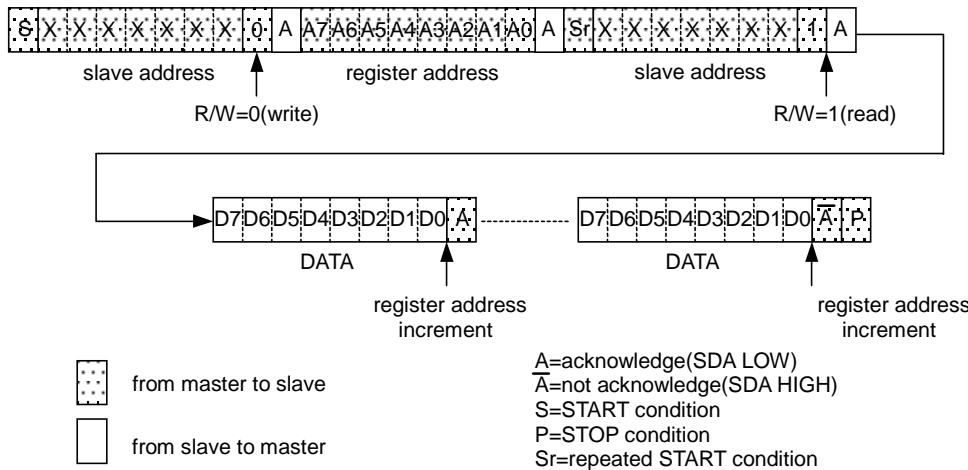 S X X X X X X X 0 A A7 A6 A5 A4 A3 A2 A1 A0 A Sr X X X X X X X 1 A
slave address register address slave address
R/W=0(write) R/W=1(read)
D7 D6 D5 D4 D3 D2 D1 D0 A D7 D6 D5 D4 D3 D2 D1 D0 A̅ P
DATA DATA
register address register address
increment increment
A=acknowledge(SDA LOW)
from master to slave A̅=not acknowledge(SDA HIGH)
S=START condition
from slave to master P=STOP condition
Sr=repeated START condition